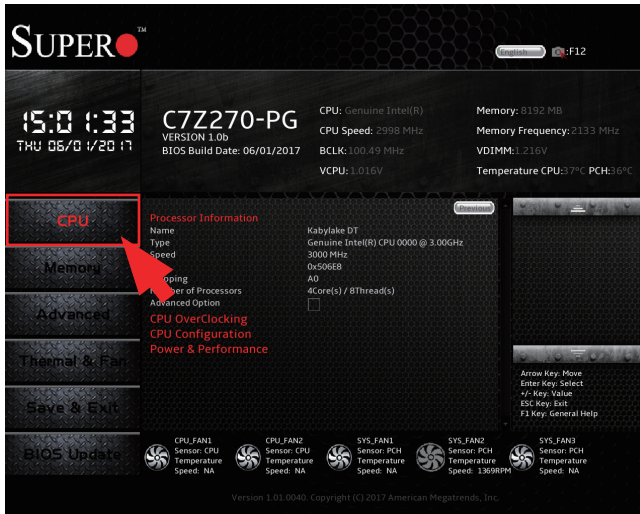 SUPER TM
English :F12
15:01:33
THU 06/01/2017
C7Z270-PG
VERSION 1.0b
BIOS Build Date: 06/01/2017
CPU: Genuine Intel(R)
CPU Speed: 2998 MHz
BCLK:100.49 MHz
VCPU:1.016V
Memory: 8192 MB
Memory Frequency:2133 MHz
VDIMM:1.216V
Temperature CPU:37°C PCH:36°C
CPU
Memory
Advanced
Thermal & Fan
Save & Exit
BIOS Update
Previous
Processor Information
Name Kabylake DT
Type Genuine Intel(R) CPU 0000 @ 3.00GHz
Speed 3000 MHz
0x506E8
A0
Number of Processors 4Core(s) / 8Thread(s)
Advanced Option
CPU OverClocking
CPU Configuration
Power & Performance
Arrow Key: Move
Enter Key: Select
+/- Key: Value
ESC Key: Exit
F1 Key: General Help
CPU_FAN1
Sensor: CPU
Temperature
Speed: NA
CPU_FAN2
Sensor: CPU
Temperature
Speed: NA
SYS_FAN1
Sensor: PCH
Temperature
Speed: NA
SYS_FAN2
Sensor: PCH
Temperature
Speed: 1369RPM
SYS_FAN3
Sensor: PCH
Temperature
Speed: NA
Version 1.01.0040. Copyright (C) 2017 American Megatrends, Inc.